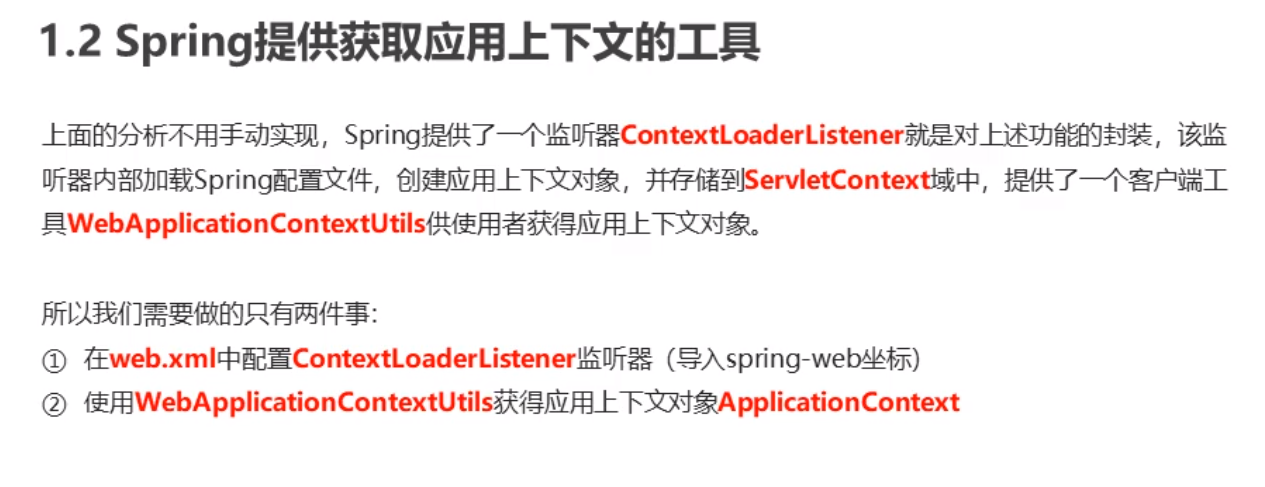 1.2 Spring提供获取应用上下文的工具
上面的分析不用手动实现，Spring提供了一个监听器ContextLoaderListener就是对上述功能的封装，该监
听器内部加载Spring配置文件，创建应用上下文对象，并存储到ServletContext域中，提供了一个客户端工
具WebApplicationContextUtils供使用者获得应用上下文对象。
所以我们需要做的只有两件事：
① 在web.xml中配置ContextLoaderListener监听器（导入spring-web坐标）
② 使用WebApplicationContextUtils获得应用上下文对象ApplicationContext